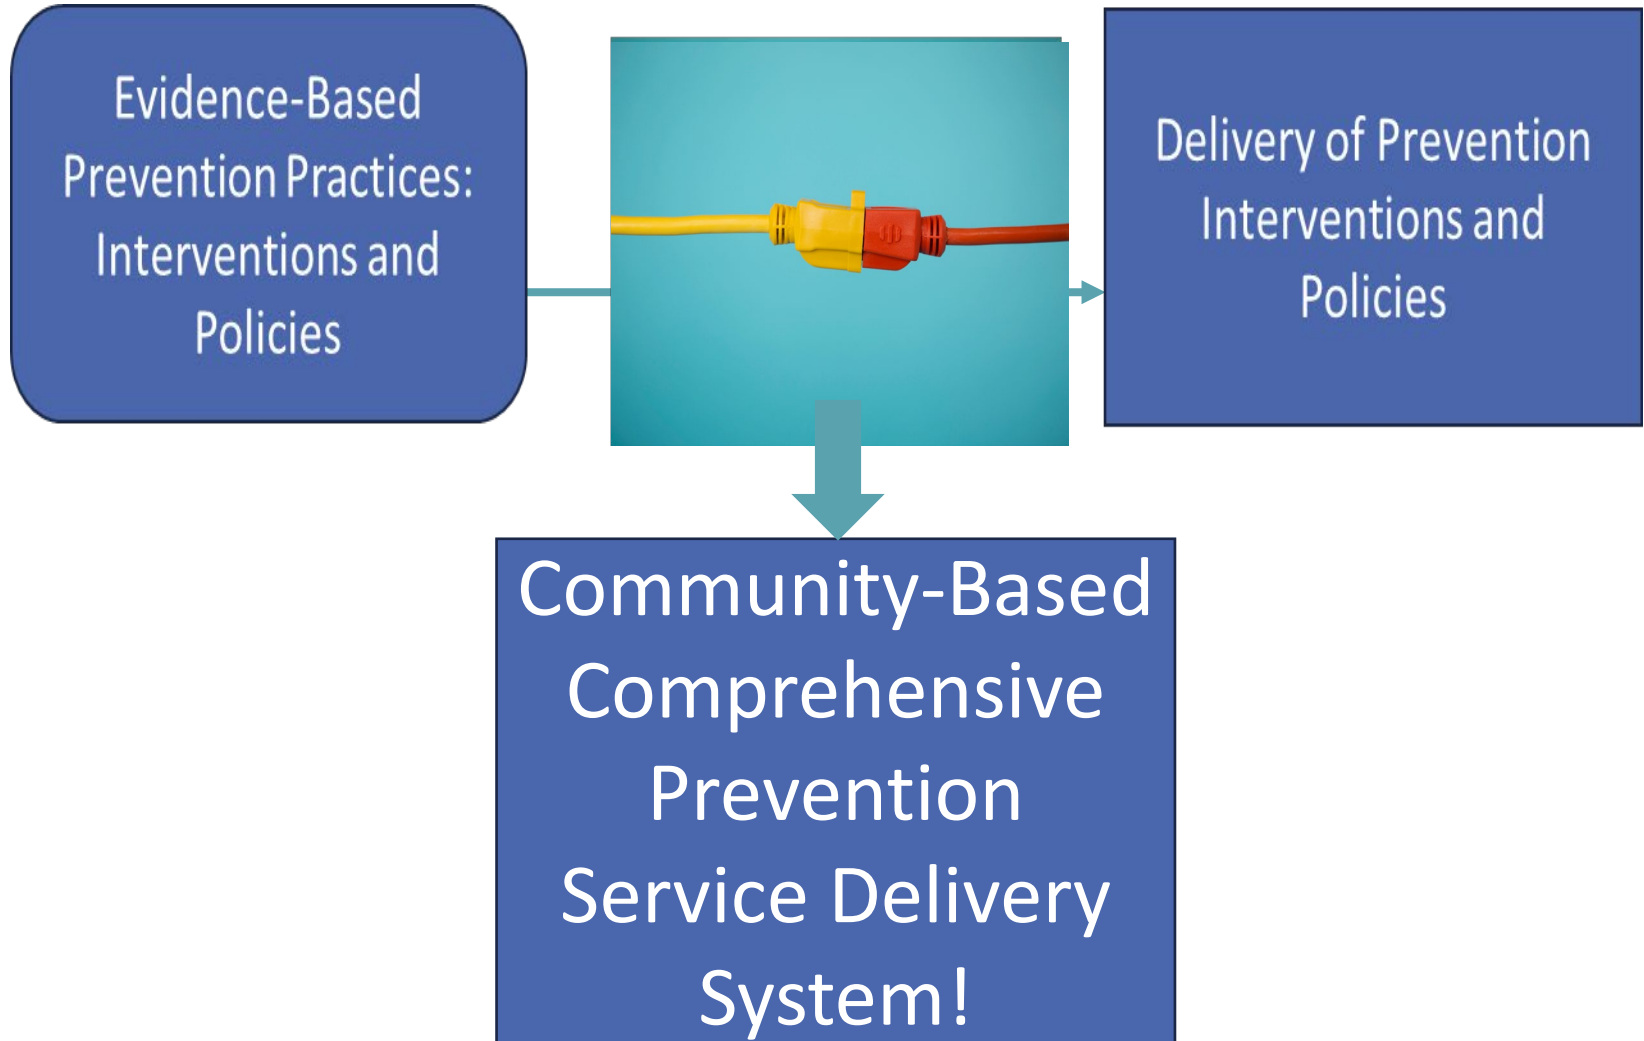 Evidence-Based
Prevention Practices:
Interventions and
Policies
Delivery of Prevention
Interventions and
Policies
Community-Based
Comprehensive
Prevention
Service Delivery
System!